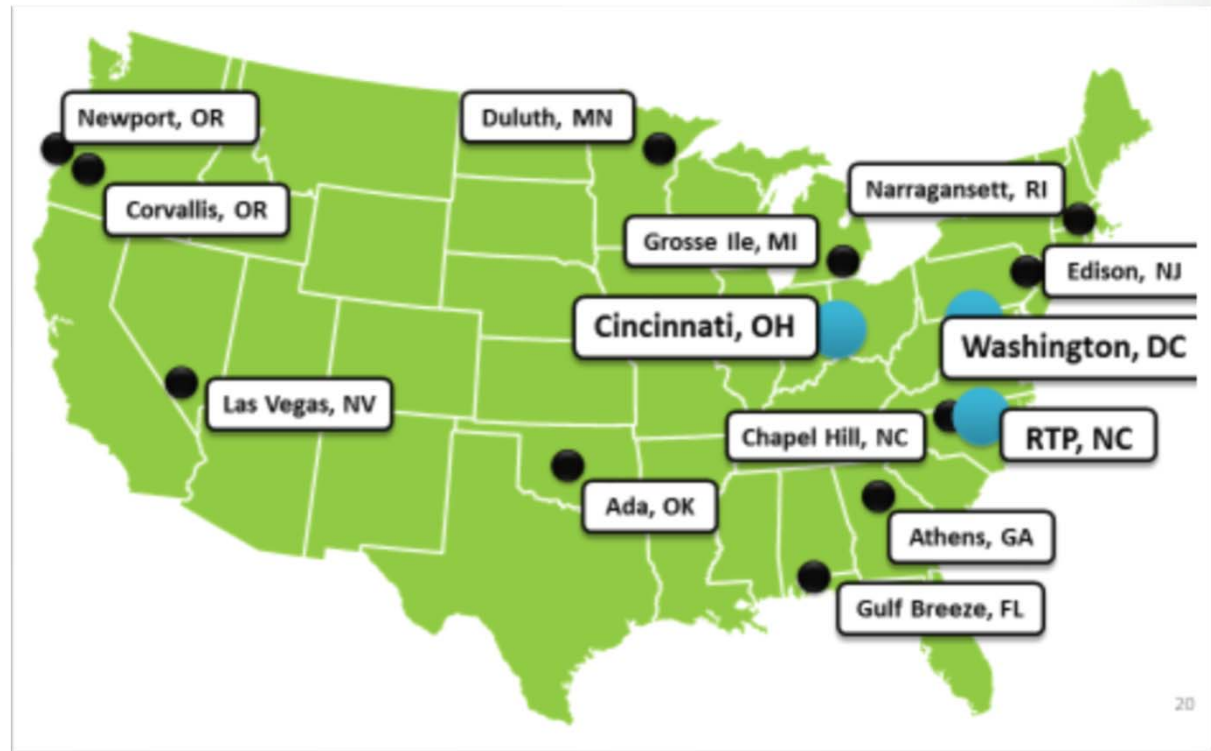 Newport, OR
Duluth, MN
Corvallis, OR
Narragansett, RI
Grosse Ile, MI
Edison, NJ
Cincinnati, OH
Washington, DC
Las Vegas, NV
Chapel Hill, NC
RTP, NC
Ada, OK
Athens, GA
Gulf Breeze, FL
20